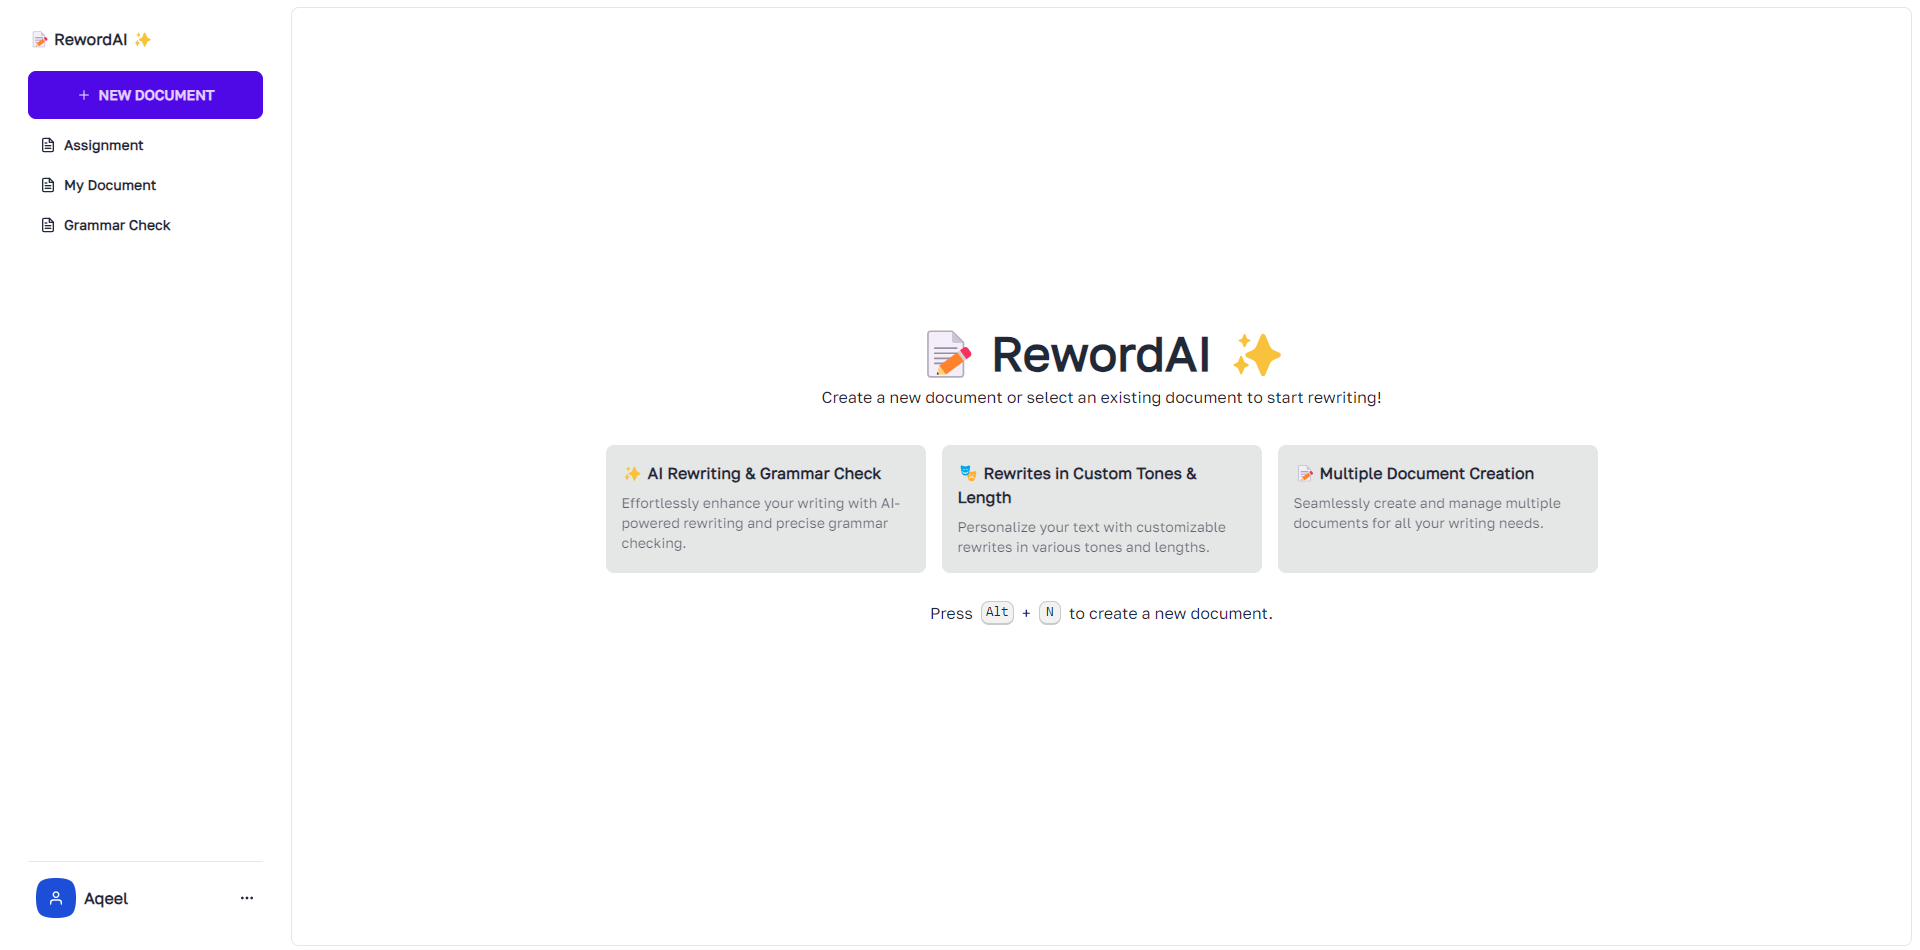 📝 RewordAI ✨
+ NEW DOCUMENT
Assignment
My Document
Grammar Check
📝 RewordAI ✨
Create a new document or select an existing document to start rewriting!
✨ AI Rewriting & Grammar Check
Effortlessly enhance your writing with AI-
powered rewriting and precise grammar
checking.
🎭 Rewrites in Custom Tones &
Length
Personalize your text with customizable
rewrites in various tones and lengths.
📝 Multiple Document Creation
Seamlessly create and manage multiple
documents for all your writing needs.
Press Alt + N to create a new document.
Aqeel